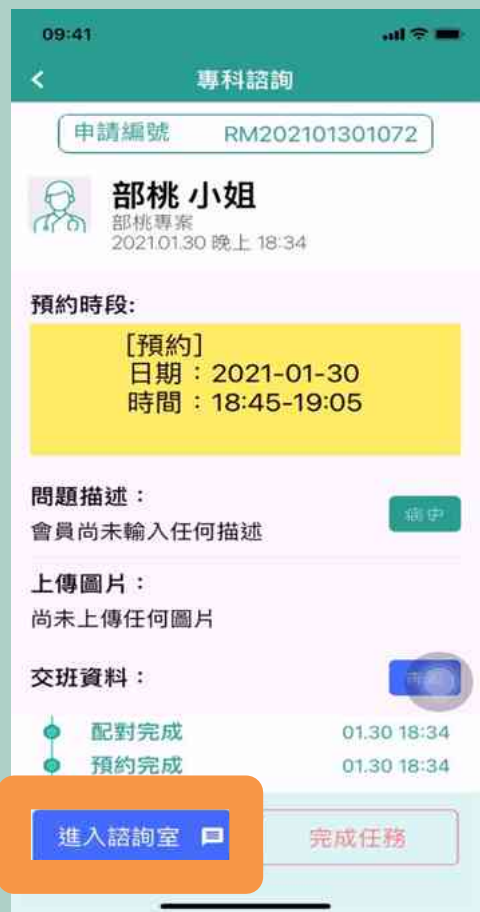 09:41
專科諮詢
申請編號 RM202101301072
部桃 小姐
部桃專案
2021.01.30 晚上 18:34
預約時段:
[預約]
日期：2021-01-30
時間：18:45-19:05
問題描述：
病史
會員尚未輸入任何描述
上傳圖片：
尚未上傳任何圖片
交班資料：
配對完成 01.30 18:34
預約完成 01.30 18:34
進入諮詢室
完成任務